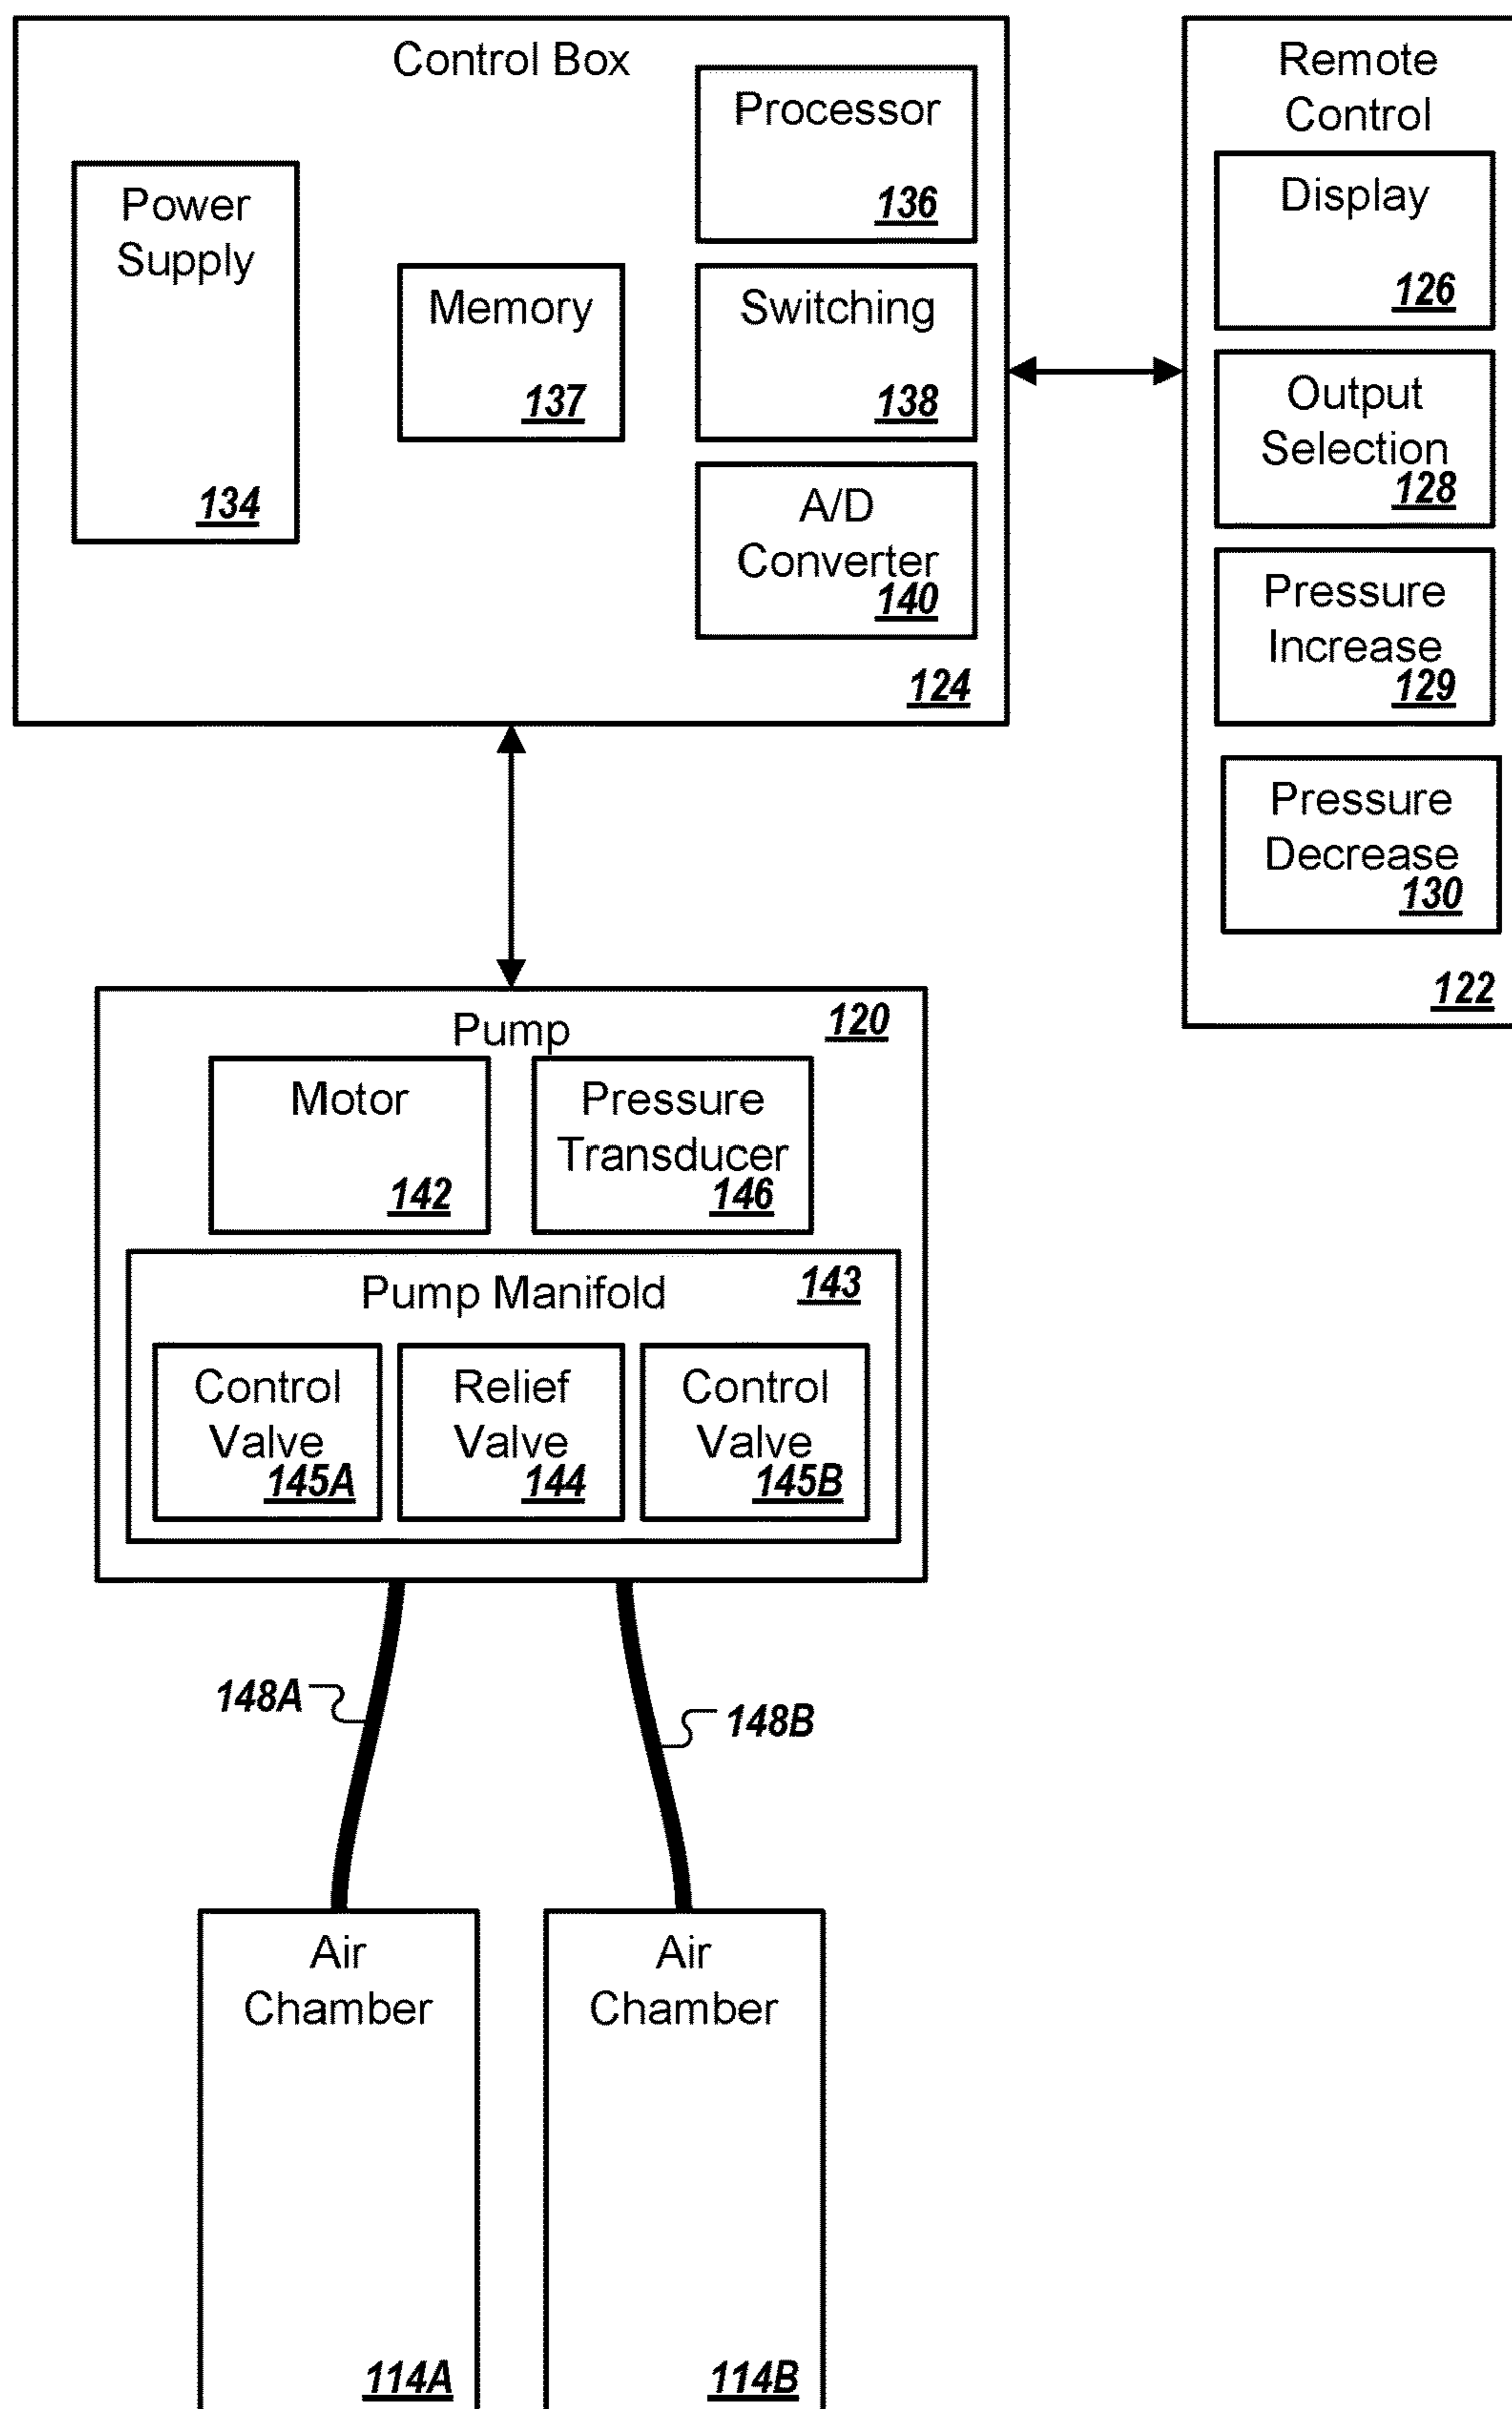 Control Box
Power
Supply
134
Memory
137
Processor
136
Switching
138
A/D
Converter
140
124
Remote
Control
Display
126
Output
Selection
128
Pressure
Increase
129
Pressure
Decrease
130
122
Pump
120
Motor
142
Pressure
Transducer
146
Pump Manifold
143
Control
Valve
145A
Relief
Valve
144
Control
Valve
145B
148A
148B
Air
Chamber
114A
Air
Chamber
114B